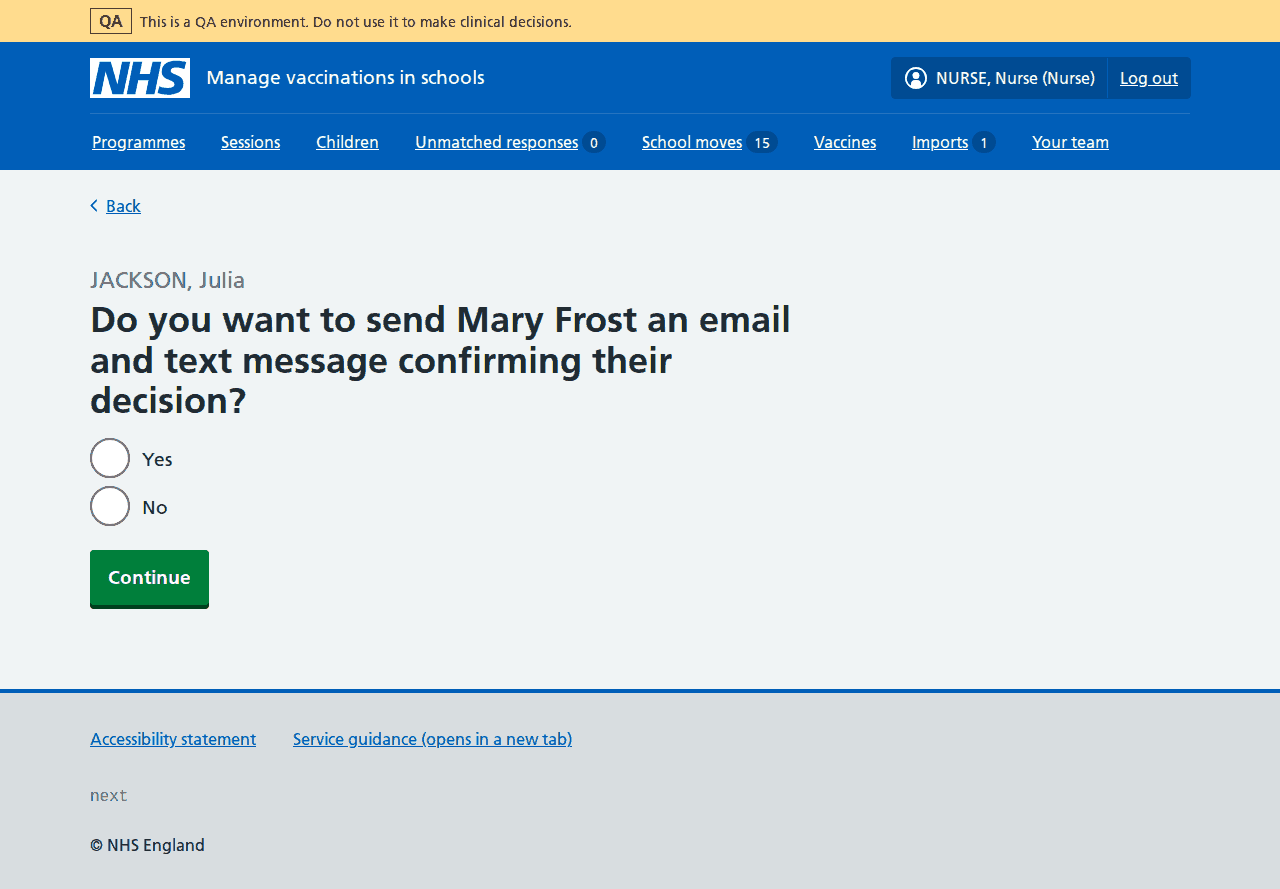 QA This is a QA environment. Do not use it to make clinical decisions.
NHS Manage vaccinations in schools NURSE, Nurse (Nurse) Log out
Programmes Sessions Children Unmatched responses 0 School moves 15 Vaccines Imports 1 Your team
Back
JACKSON, Julia
Do you want to send Mary Frost an email
and text message confirming their
decision?
Yes
No
Continue
Accessibility statement Service guidance (opens in a new tab)
next
© NHS England